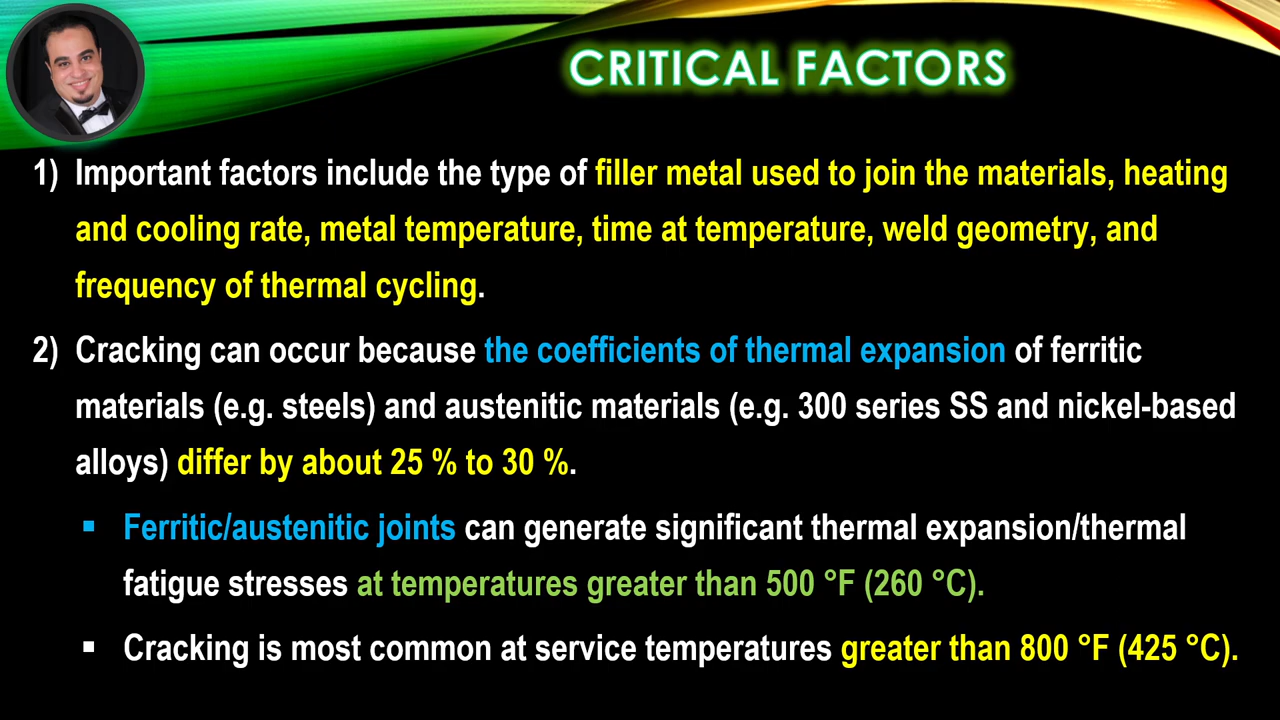 CRITICAL FACTORS
1) Important factors include the type of filler metal used to join the materials, heating
and cooling rate, metal temperature, time at temperature, weld geometry, and
frequency of thermal cycling.
2) Cracking can occur because the coefficients of thermal expansion of ferritic
materials (e.g. steels) and austenitic materials (e.g. 300 series SS and nickel-based
alloys) differ by about 25 % to 30 %.
▪ Ferritic/austenitic joints can generate significant thermal expansion/thermal
fatigue stresses at temperatures greater than 500 °F (260 °C).
▪ Cracking is most common at service temperatures greater than 800 °F (425 °C).